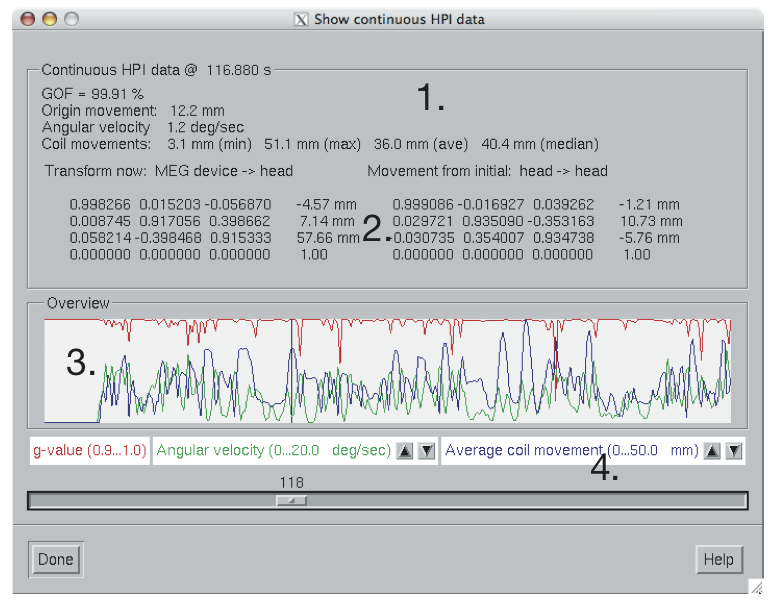 Show continuous HPI data
Continuous HPI data @ 116.880 s
1.
GOF = 99.91 %
Origin movement: 12.2 mm
Angular velocity 1.2 deg/sec
Coil movements: 3.1 mm (min) 51.1 mm (max) 36.0 mm (ave) 40.4 mm (median)
Transform now: MEG device -> head Movement from initial: head -> head
0.998266 0.015203 -0.056870 -4.57 mm 0.999086 -0.016927 0.039262 -1.21 mm
0.008745 0.917056 0.398662 7.14 mm 0.029721 0.935090 -0.353163 10.73 mm
2.
0.058214 -0.398468 0.915333 57.66 mm -0.030735 0.354007 0.934738 -5.76 mm
0.000000 0.000000 0.000000 1.00 0.000000 0.000000 0.000000 1.00
Overview
3.
g-value (0.9...1.0) Angular velocity (0...20.0 deg/sec) Average coil movement (0...50.0 mm)
4.
118
Done Help